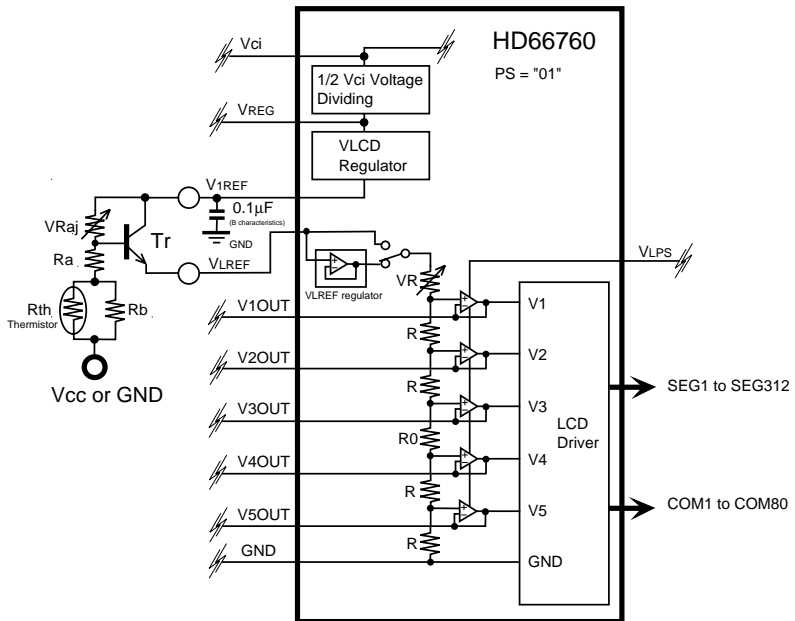 HD66760
PS = "01"
Vci
1/2 Vci Voltage
Dividing
VREG
VLCD
Regulator
V1REF
0.1µF
(B characteristics)
GND
VRaj
Tr
Ra
VLREF
Rth
Thermistor
Rb
Vcc or GND
VLREF regulator
VR
VLPS
V1OUT
V1
R
V2OUT
V2
R
V3OUT
V3
R0
LCD
Driver
V4OUT
V4
R
V5OUT
V5
R
GND
GND
SEG1 to SEG312
COM1 to COM80
+
−
+
−
+
−
+
−
+
−
+
−